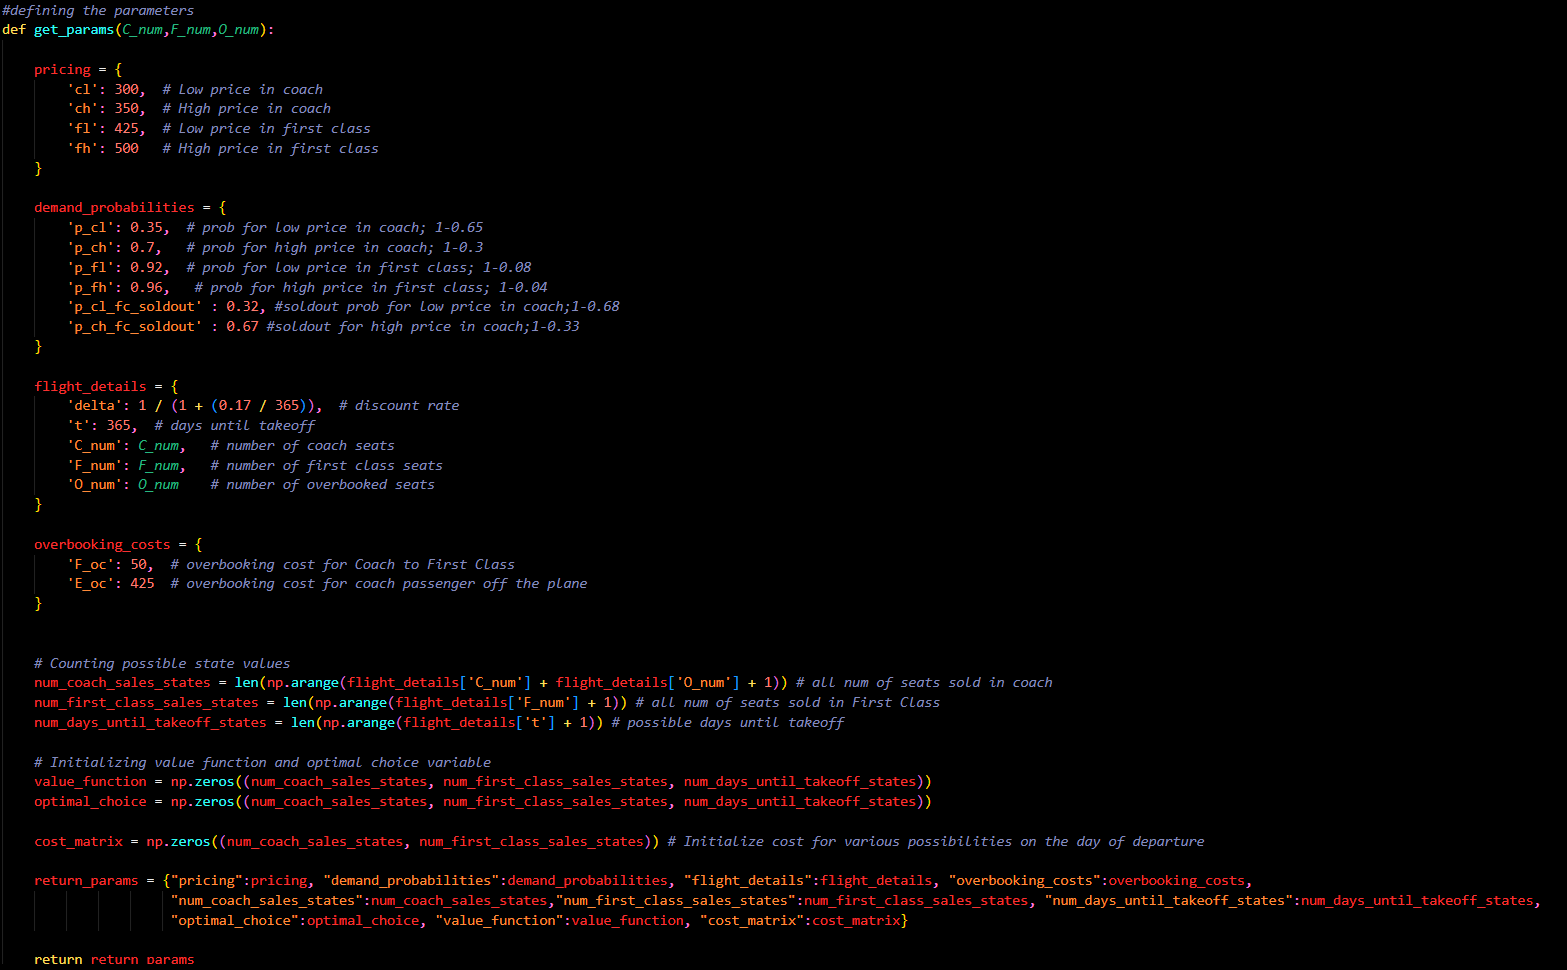 #defining the parameters
def get_params(C_num,F_num,O_num):
pricing = {
'cl': 300,  # Low price in coach
'ch': 350,  # High price in coach
'fl': 425,  # Low price in first class
'fh': 500   # High price in first class
}
demand_probabilities = {
'p_cl': 0.35,  # prob for low price in coach; 1-0.65
'p_ch': 0.7,   # prob for high price in coach; 1-0.3
'p_fl': 0.92,  # prob for low price in first class; 1-0.08
'p_fh': 0.96,   # prob for high price in first class; 1-0.04
'p_cl_fc_soldout' : 0.32, #soldout prob for low price in coach;1-0.68
'p_ch_fc_soldout' : 0.67 #soldout for high price in coach;1-0.33
}
flight_details = {
'delta': 1 / (1 + (0.17 / 365)),  # discount rate
't': 365,  # days until takeoff
'C_num': C_num,   # number of coach seats
'F_num': F_num,   # number of first class seats
'O_num': O_num    # number of overbooked seats
}
overbooking_costs = {
'F_oc': 50,  # overbooking cost for Coach to First Class
'E_oc': 425  # overbooking cost for coach passenger off the plane
}
# Counting possible state values
num_coach_sales_states = len(np.arange(flight_details['C_num'] + flight_details['O_num'] + 1)) # all num of seats sold in coach
num_first_class_sales_states = len(np.arange(flight_details['F_num'] + 1)) # all num of seats sold in First Class
num_days_until_takeoff_states = len(np.arange(flight_details['t'] + 1)) # possible days until takeoff
# Initializing value function and optimal choice variable
value_function = np.zeros((num_coach_sales_states, num_first_class_sales_states, num_days_until_takeoff_states))
optimal_choice = np.zeros((num_coach_sales_states, num_first_class_sales_states, num_days_until_takeoff_states))
cost_matrix = np.zeros((num_coach_sales_states, num_first_class_sales_states)) # Initialize cost for various possibilities on the day of departure
return_params = {"pricing":pricing, "demand_probabilities":demand_probabilities, "flight_details":flight_details, "overbooking_costs":overbooking_costs,
"num_coach_sales_states":num_coach_sales_states,"num_first_class_sales_states":num_first_class_sales_states, "num_days_until_takeoff_states":num_days_until_takeoff_states,
"optimal_choice":optimal_choice, "value_function":value_function, "cost_matrix":cost_matrix}
return return_params